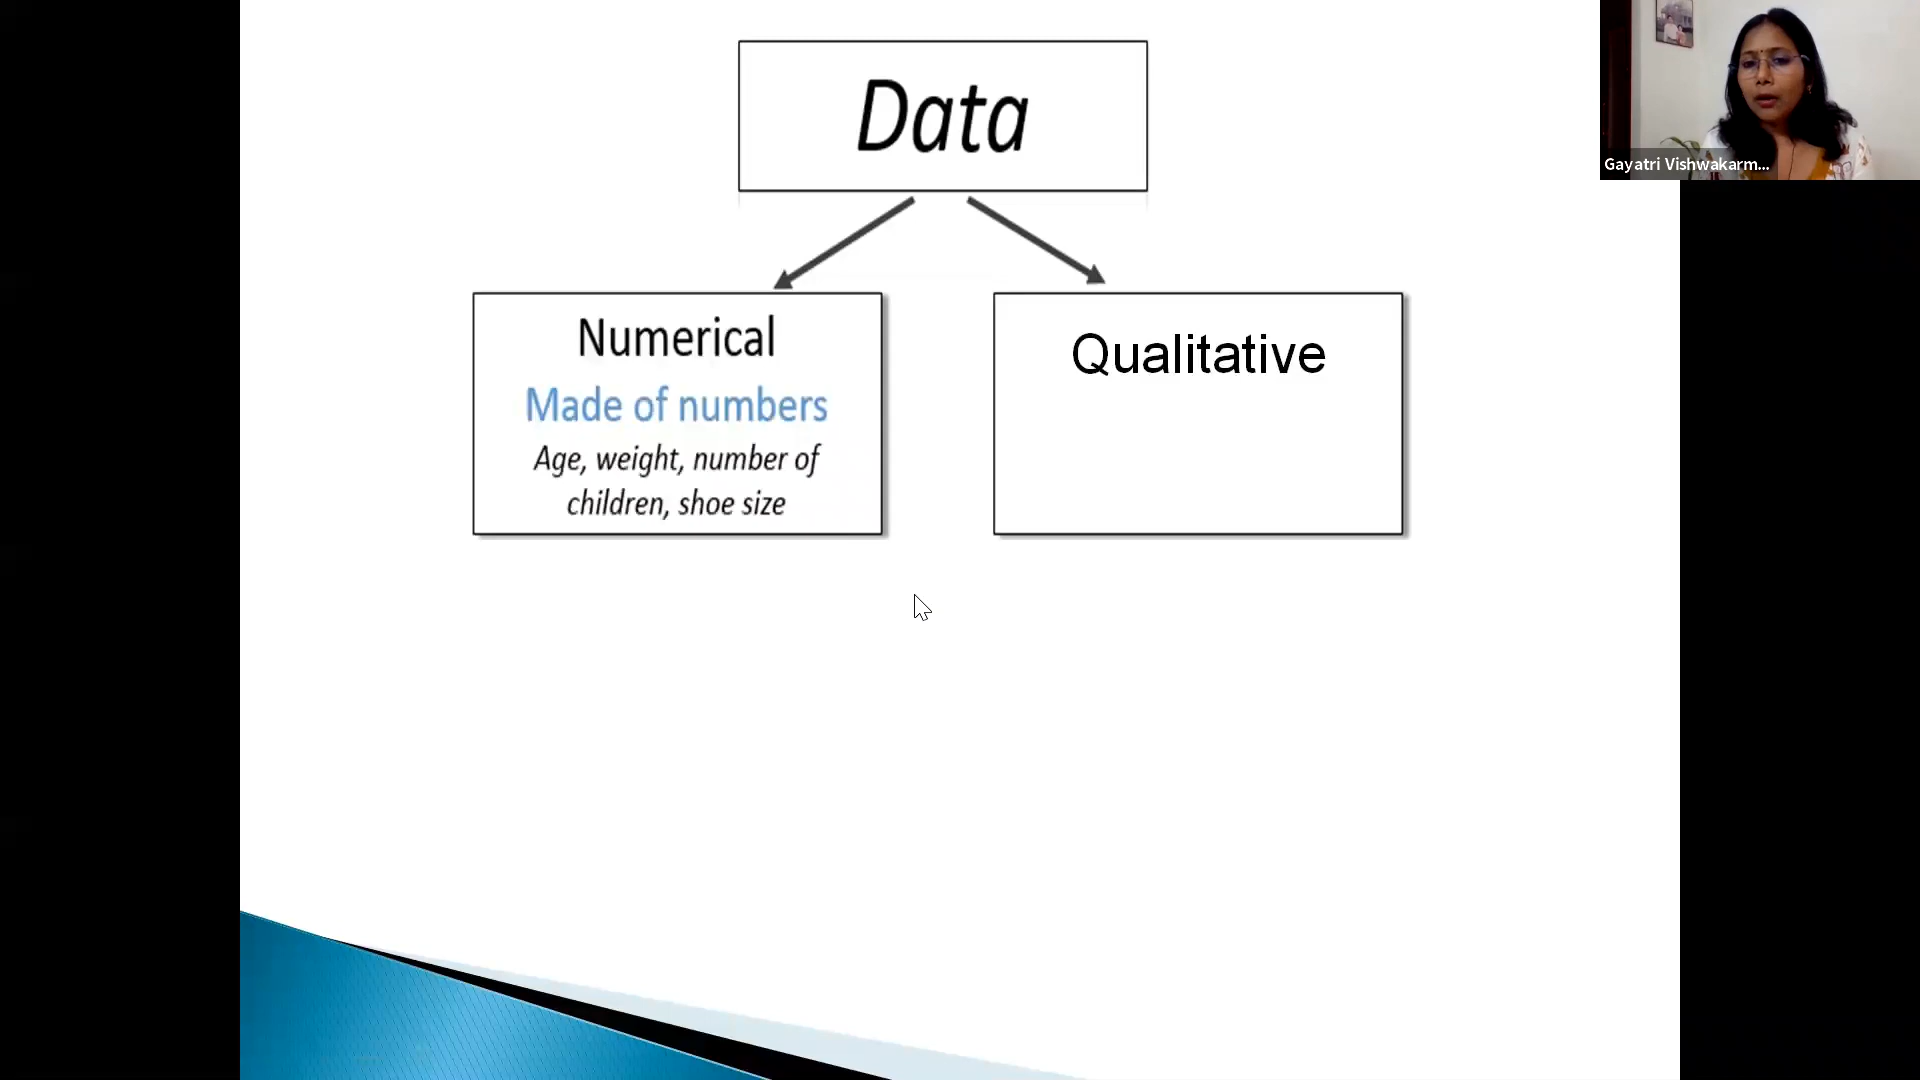 Data
Numerical
Made of numbers
Age, weight, number of
children, shoe size
Qualitative
Gayatri Vishwakarm...